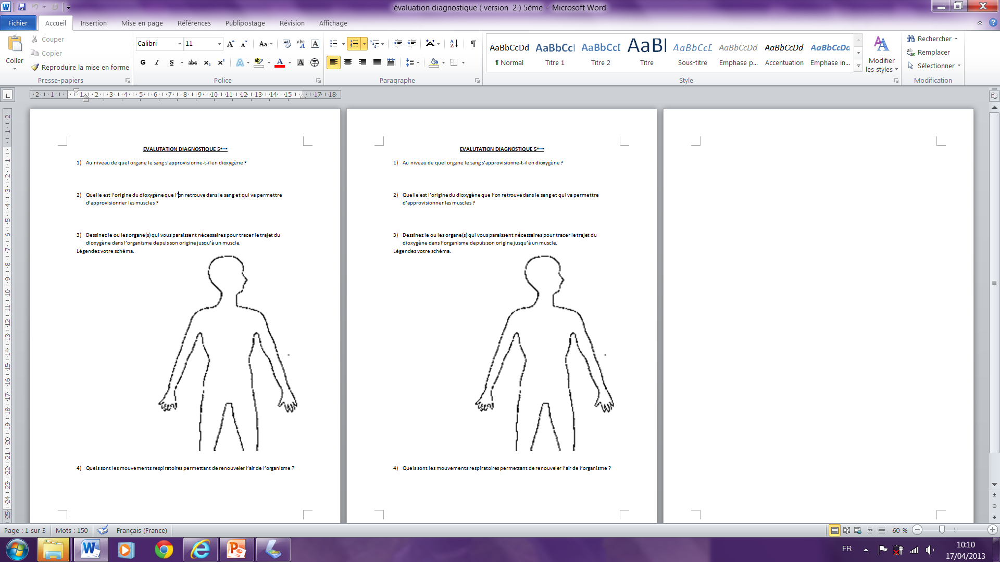 évaluation diagnostique ( version  2 ) 5ème  -  Microsoft Word
Fichier Accueil Insertion Mise en page Références Publipostage Révision Affichage
Coller
Couper
Copier
Reproduire la mise en forme
Presse-papiers
Calibri 11
G I S abc x₂ x²
Police
Paragraphe
AaBbCcDd AaBbCcI AaBbCcD AaBl AaBbCcD AaBbCcDd AaBbCcDd AaBbCcDd
¶ Normal Titre 1 Titre 2 Titre Sous-titre Emphase p... Accentuation Emphase in...
Style
Modifier
les styles
Rechercher
Remplacer
Sélectionner
Modification
EVALUTATION DIAGNOSTIQUE 5ème
1) Au niveau de quel organe le sang s’approvisionne-t-il en dioxygène ?
2) Quelle est l’origine du dioxygène que l’on retrouve dans le sang et qui va permettre
d’approvisionner les muscles ?
3) Dessinez le ou les organe(s) qui vous paraissent nécessaires pour tracer le trajet du
dioxygène dans l’organisme depuis son origine jusqu’à un muscle.
Légendez votre schéma.
4) Quels sont les mouvements respiratoires permettant de renouveler l’air de l’organisme ?
EVALUTATION DIAGNOSTIQUE 5ème
1) Au niveau de quel organe le sang s’approvisionne-t-il en dioxygène ?
2) Quelle est l’origine du dioxygène que l’on retrouve dans le sang et qui va permettre
d’approvisionner les muscles ?
3) Dessinez le ou les organe(s) qui vous paraissent nécessaires pour tracer le trajet du
dioxygène dans l’organisme depuis son origine jusqu’à un muscle.
Légendez votre schéma.
4) Quels sont les mouvements respiratoires permettant de renouveler l’air de l’organisme ?
Page : 1 sur 3 Mots : 150 Français (France) 60 %
FR 10:10
17/04/2013